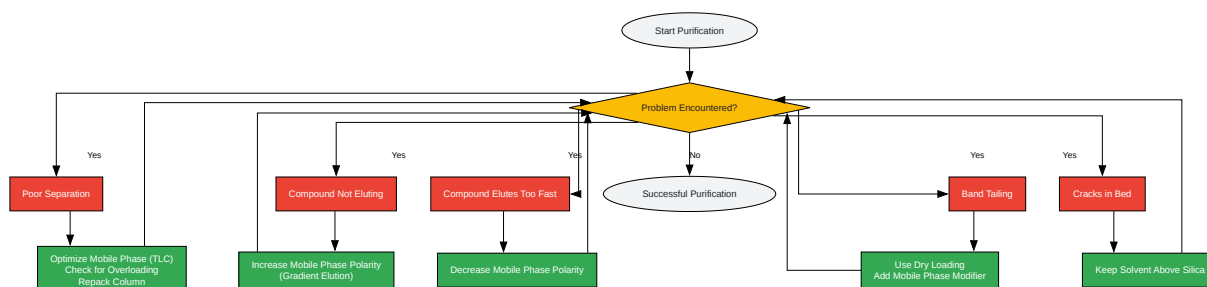 Start Purification
Problem Encountered?
Yes
Yes
Yes
No
Yes
Yes
Poor Separation
Compound Not Eluting
Compound Elutes Too Fast
Successful Purification
Band Tailing
Cracks in Bed
Optimize Mobile Phase (TLC)
Check for Overloading
Repack Column
Increase Mobile Phase Polarity
(Gradient Elution)
Decrease Mobile Phase Polarity
Use Dry Loading
Add Mobile Phase Modifier
Keep Solvent Above Silica